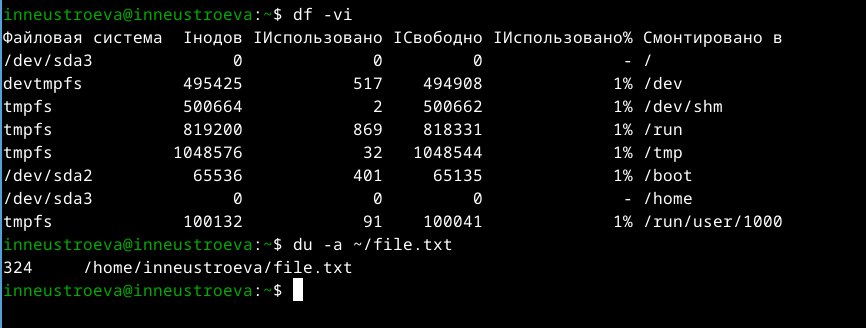 inneustroeva@inneustroeva:~$ df -vi
Файловая система Iнодов IИспользовано IСвободно IИспользовано% Смонтировано в
/dev/sda3 0 0 0 - /
devtmpfs 495425 517 494908 1% /dev
tmpfs 500664 2 500662 1% /dev/shm
tmpfs 819200 869 818331 1% /run
tmpfs 1048576 32 1048544 1% /tmp
/dev/sda2 65536 401 65135 1% /boot
/dev/sda3 0 0 0 - /home
tmpfs 100132 91 100041 1% /run/user/1000
inneustroeva@inneustroeva:~$ du -a ~/file.txt
324 /home/inneustroeva/file.txt
inneustroeva@inneustroeva:~$